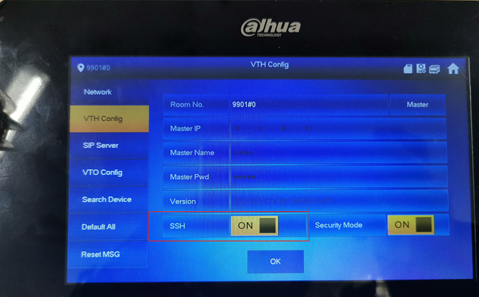 alhua
TECHNOLOGY
9901#0 VTH Config
Network
Room No. 9901#0 Master
VTH Config
Master IP
SIP Server
Master Name
VTO Config
Master Pwd
Search Device
Version
Default All
SSH ON Security Mode ON
Reset MSG
OK